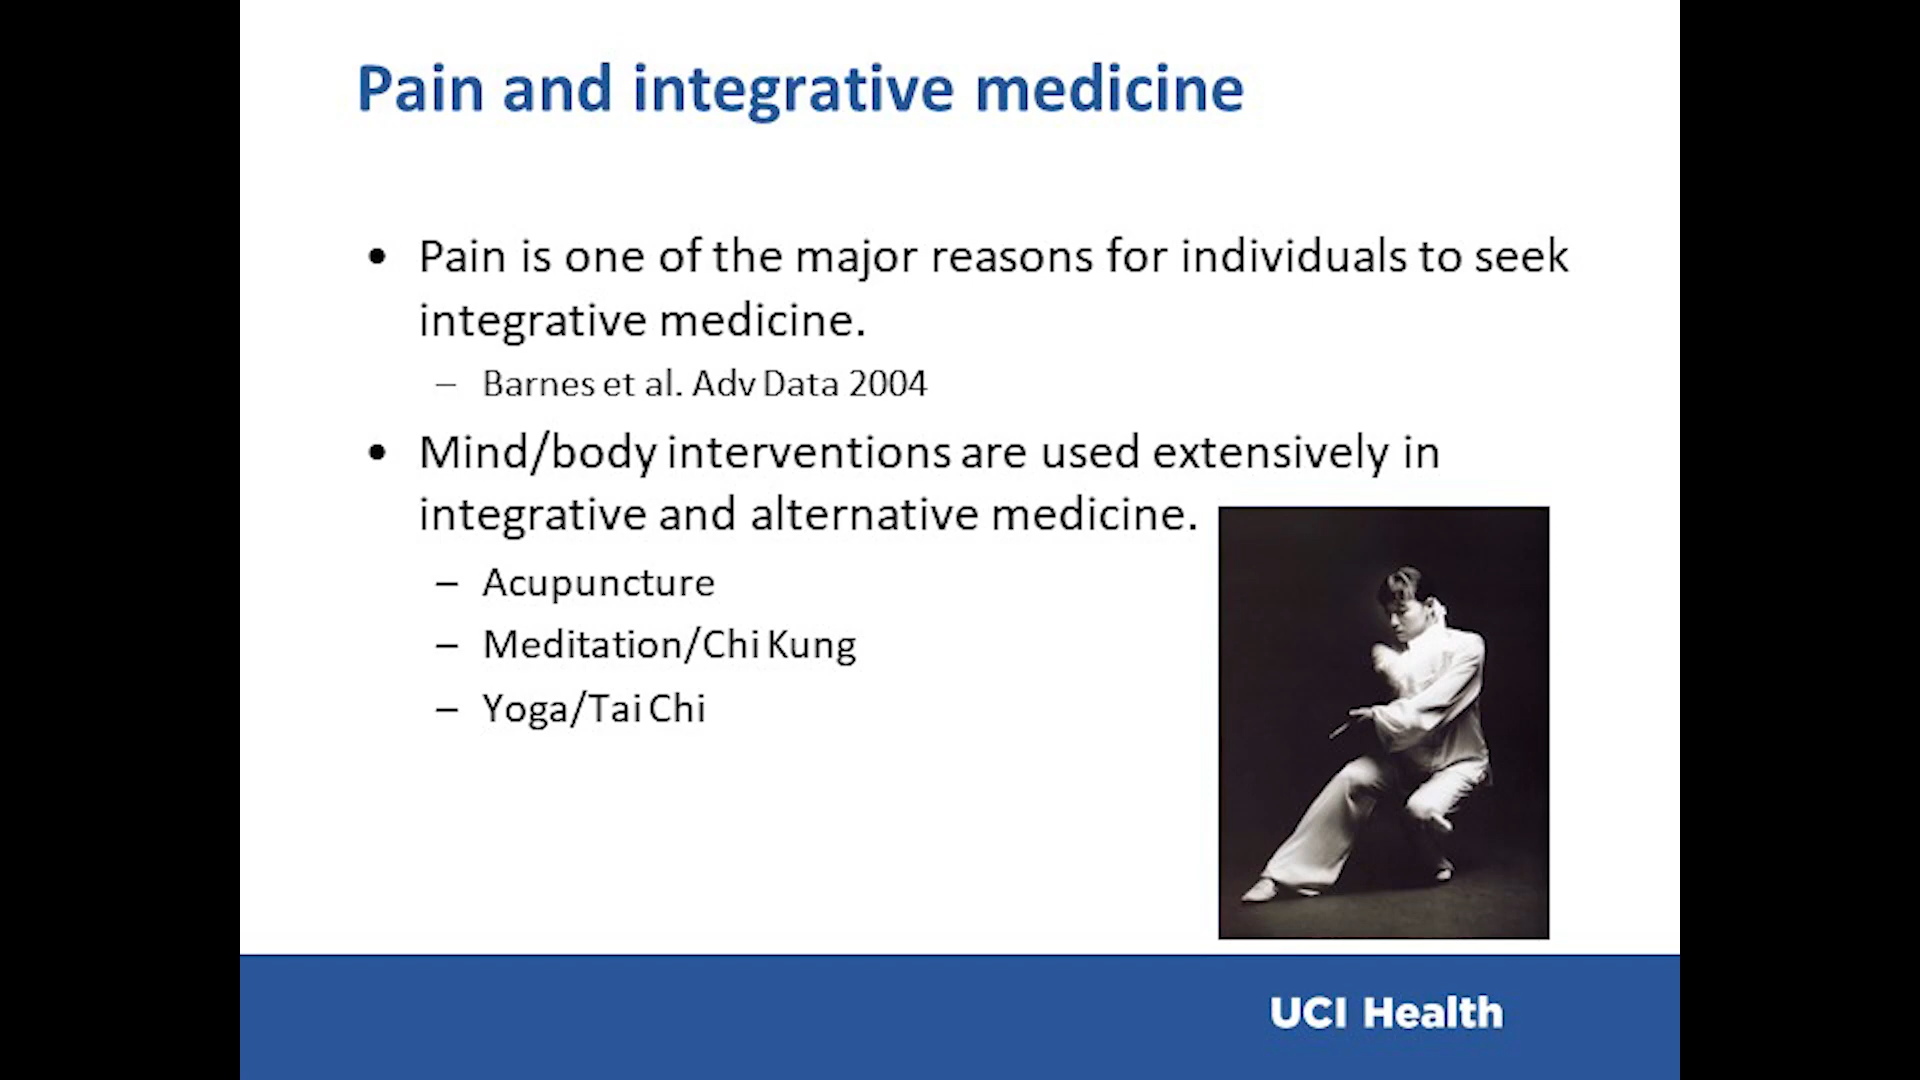 Pain and integrative medicine
• Pain is one of the major reasons for individuals to seek
integrative medicine.
– Barnes et al. Adv Data 2004
• Mind/body interventions are used extensively in
integrative and alternative medicine.
– Acupuncture
– Meditation/Chi Kung
– Yoga/Tai Chi
UCI Health